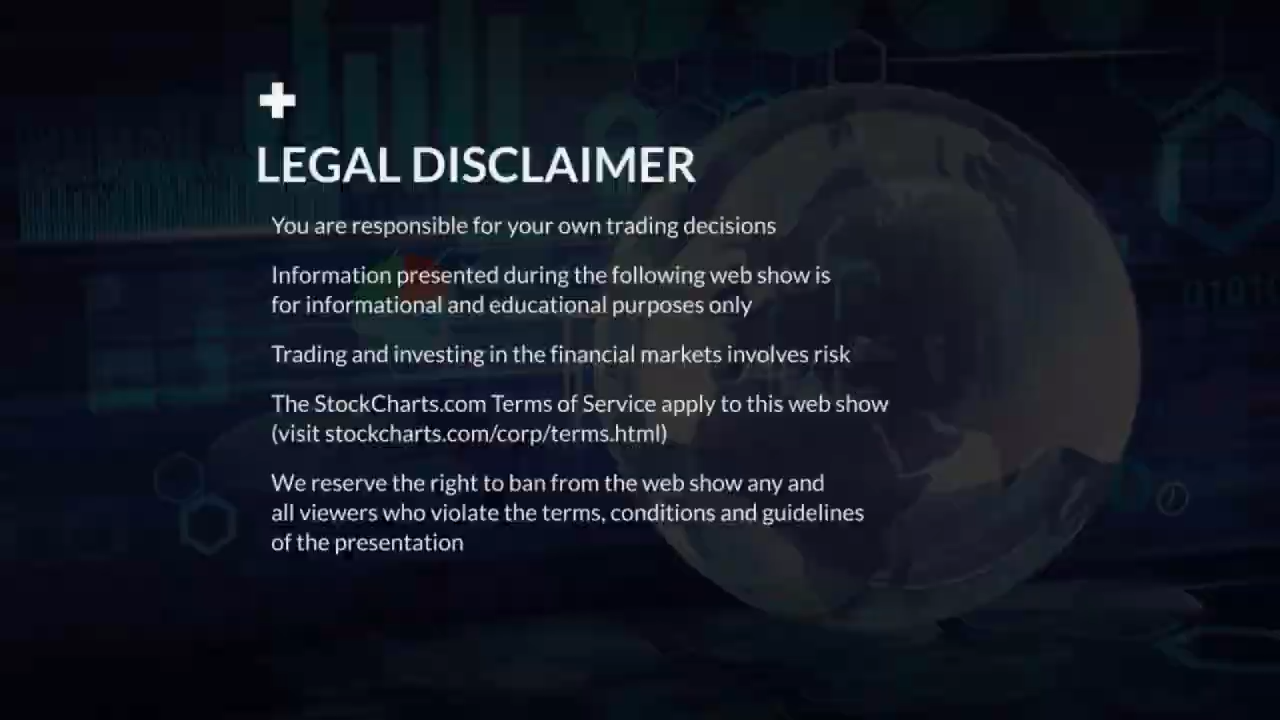 LEGAL DISCLAIMER
You are responsible for your own trading decisions
Information presented during the following web show is
for informational and educational purposes only
Trading and investing in the financial markets involves risk
The StockCharts.com Terms of Service apply to this web show
(visit stockcharts.com/corp/terms.html)
We reserve the right to ban from the web show any and
all viewers who violate the terms, conditions and guidelines
of the presentation